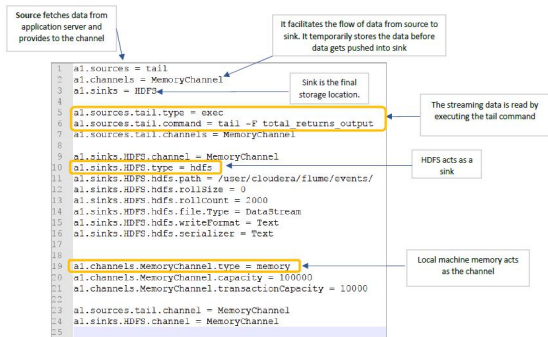 Source fetches data from
application server and
provides to the channel
It facilitates the flow of data from source to
sink. It temporarily stores the data before
data gets pushed into sink
Sink is the final
storage location.
The streaming data is read by
executing the tail command
HDFS acts as a
sink
Local machine memory acts
as the channel
1 a1.sources = tail
2 a1.channels = MemoryChannel
3 a1.sinks = HDFS
4
5 a1.sources.tail.type = exec
6 a1.sources.tail.command = tail -F total_returns_output
7 a1.sources.tail.channels = MemoryChannel
8
9 a1.sinks.HDFS.channel = MemoryChannel
10 a1.sinks.HDFS.type = hdfs
11 a1.sinks.HDFS.hdfs.path = /user/cloudera/flume/events/
12 a1.sinks.HDFS.hdfs.rollSize = 0
13 a1.sinks.HDFS.hdfs.rollCount = 2000
14 a1.sinks.HDFS.hdfs.file.Type = DataStream
15 a1.sinks.HDFS.hdfs.writeFormat = Text
16 a1.sinks.HDFS.hdfs.serializer = Text
17
18
19 a1.channels.MemoryChannel.type = memory
20 a1.channels.MemoryChannel.capacity = 100000
21 a1.channels.MemoryChannel.transactionCapacity = 10000
22
23 a1.sources.tail.channel = MemoryChannel
24 a1.sinks.HDFS.channel = MemoryChannel
25